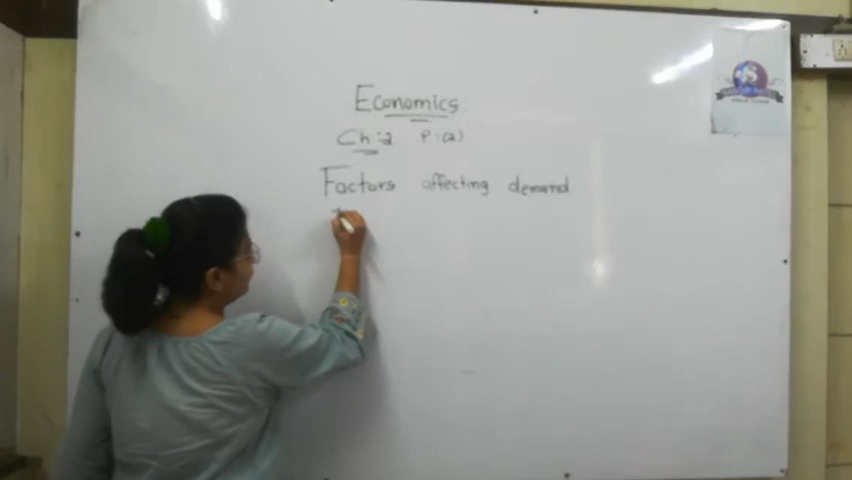 Economics
Ch:2 P:(2)
Factors affecting demand